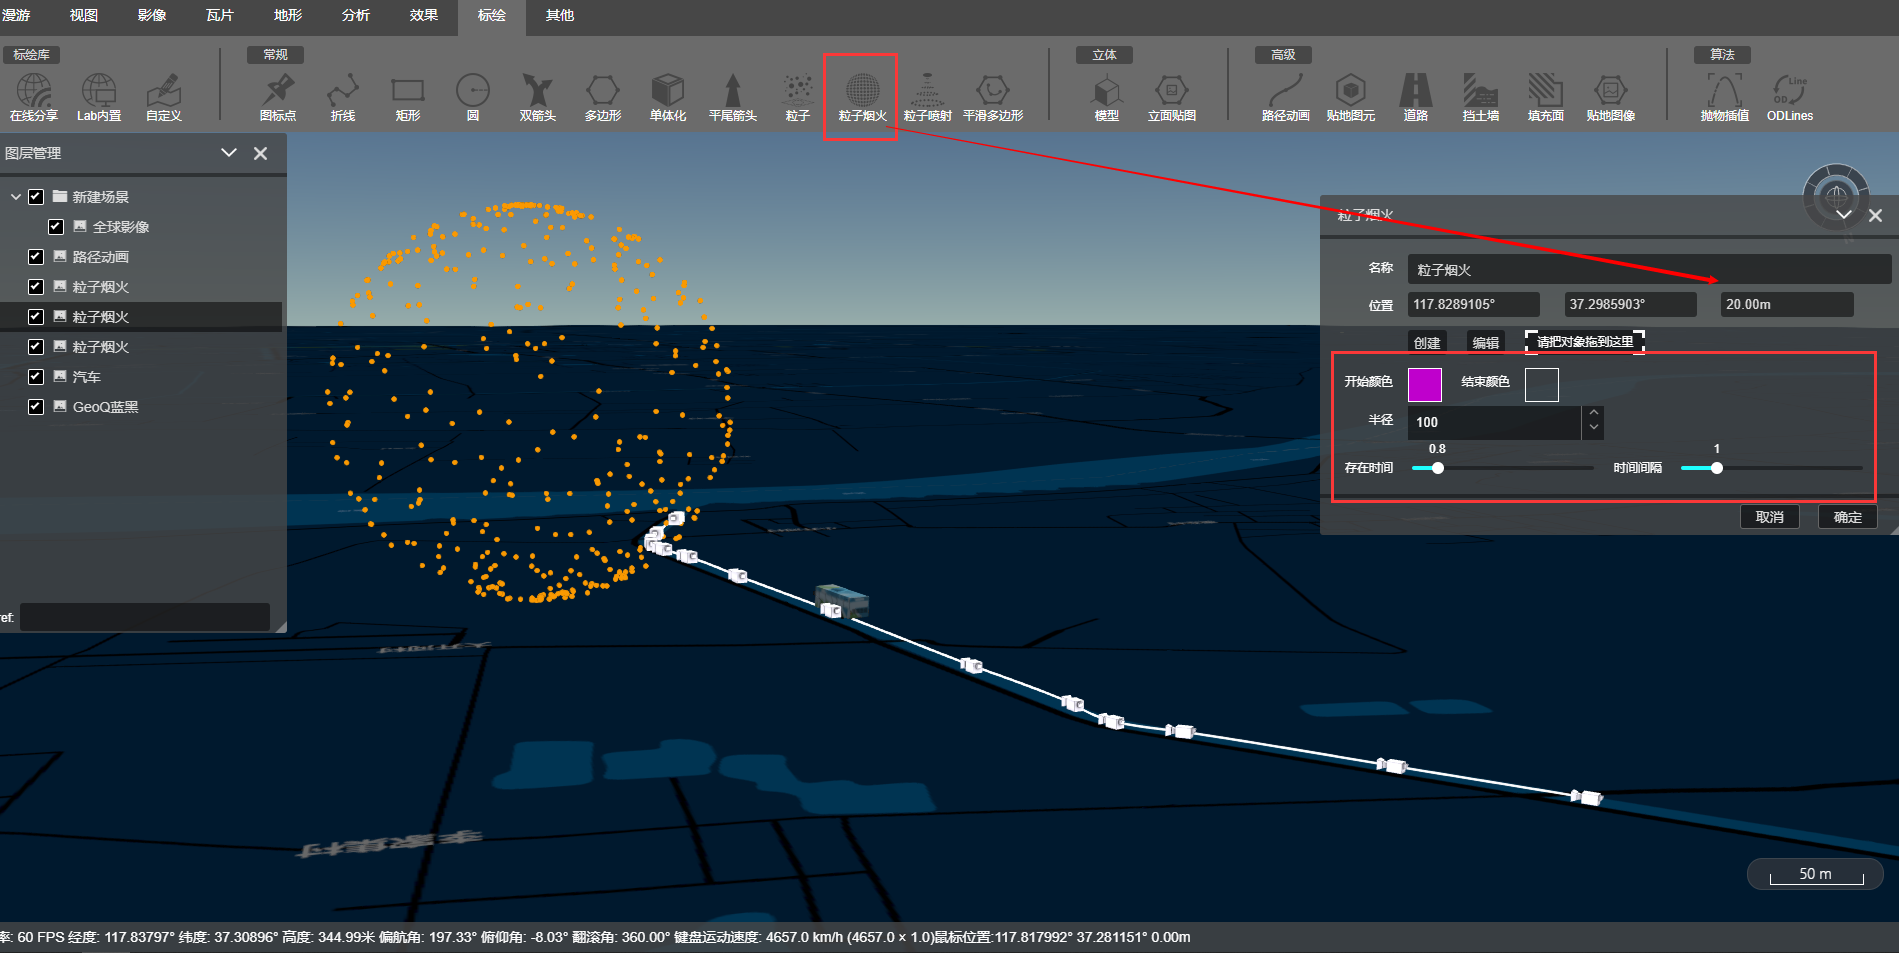 漫游 视图 影像 瓦片 地形 分析 效果 标绘 其他
标绘库 常规 立体 高级 算法
在线分享 Lab内置 自定义 图标点 折线 矩形 圆 双箭头 多边形 单体化 平尾箭头 粒子 粒子烟火 粒子喷射 平滑多边形 模型 立面贴图 路径动画 贴地图元 道路 挡土墙 填充面 贴地图像 抛物插值 ODLines
图层管理
新建场景
全球影像
路径动画
粒子烟火
粒子烟火
粒子烟火
汽车
GeoQ蓝黑
ref:
粒子烟火
名称 粒子烟火
位置 117.8289105° 37.2985903° 20.00m
创建 编辑 请把对象拖到这里
开始颜色 结束颜色
半径 100
0.8 1
存在时间 时间间隔
取消 确定
50 m
率: 60 FPS 经度: 117.83797° 纬度: 37.30896° 高度: 344.99米 偏航角: 197.33° 俯仰角: -8.03° 翻滚角: 360.00° 键盘运动速度: 4657.0 km/h (4657.0 × 1.0)鼠标位置:117.817992° 37.281151° 0.00m